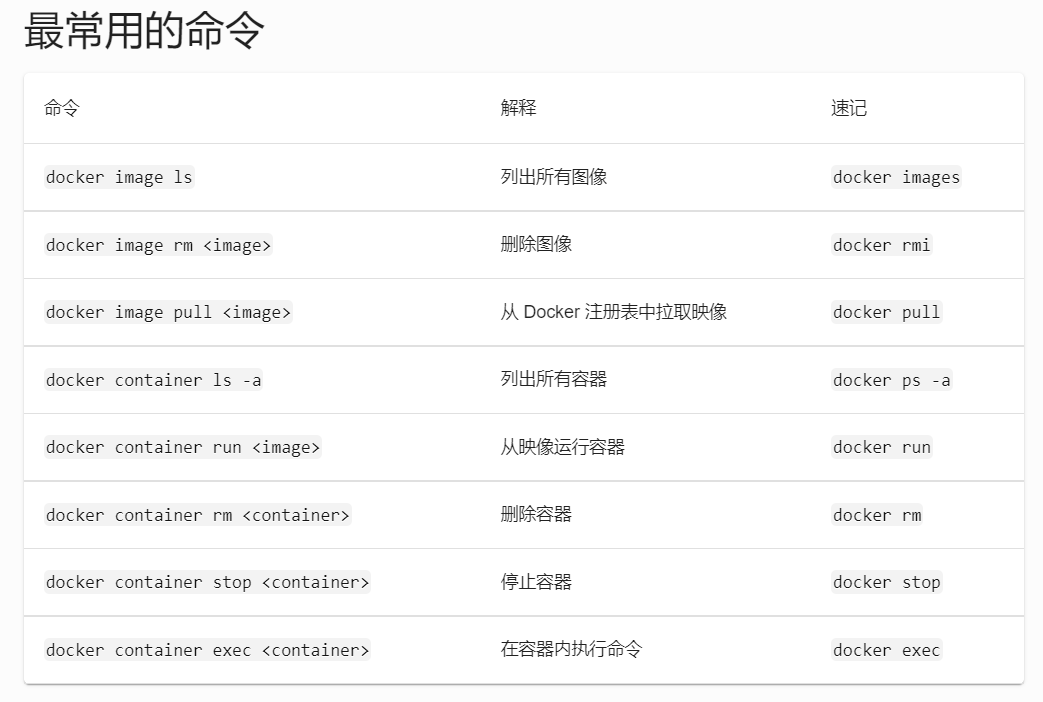 最常用的命令
命令 解释 速记
docker image ls 列出所有图像 docker images
docker image rm <image> 删除图像 docker rmi
docker image pull <image> 从 Docker 注册表中拉取映像 docker pull
docker container ls -a 列出所有容器 docker ps -a
docker container run <image> 从映像运行容器 docker run
docker container rm <container> 删除容器 docker rm
docker container stop <container> 停止容器 docker stop
docker container exec <container> 在容器内执行命令 docker exec